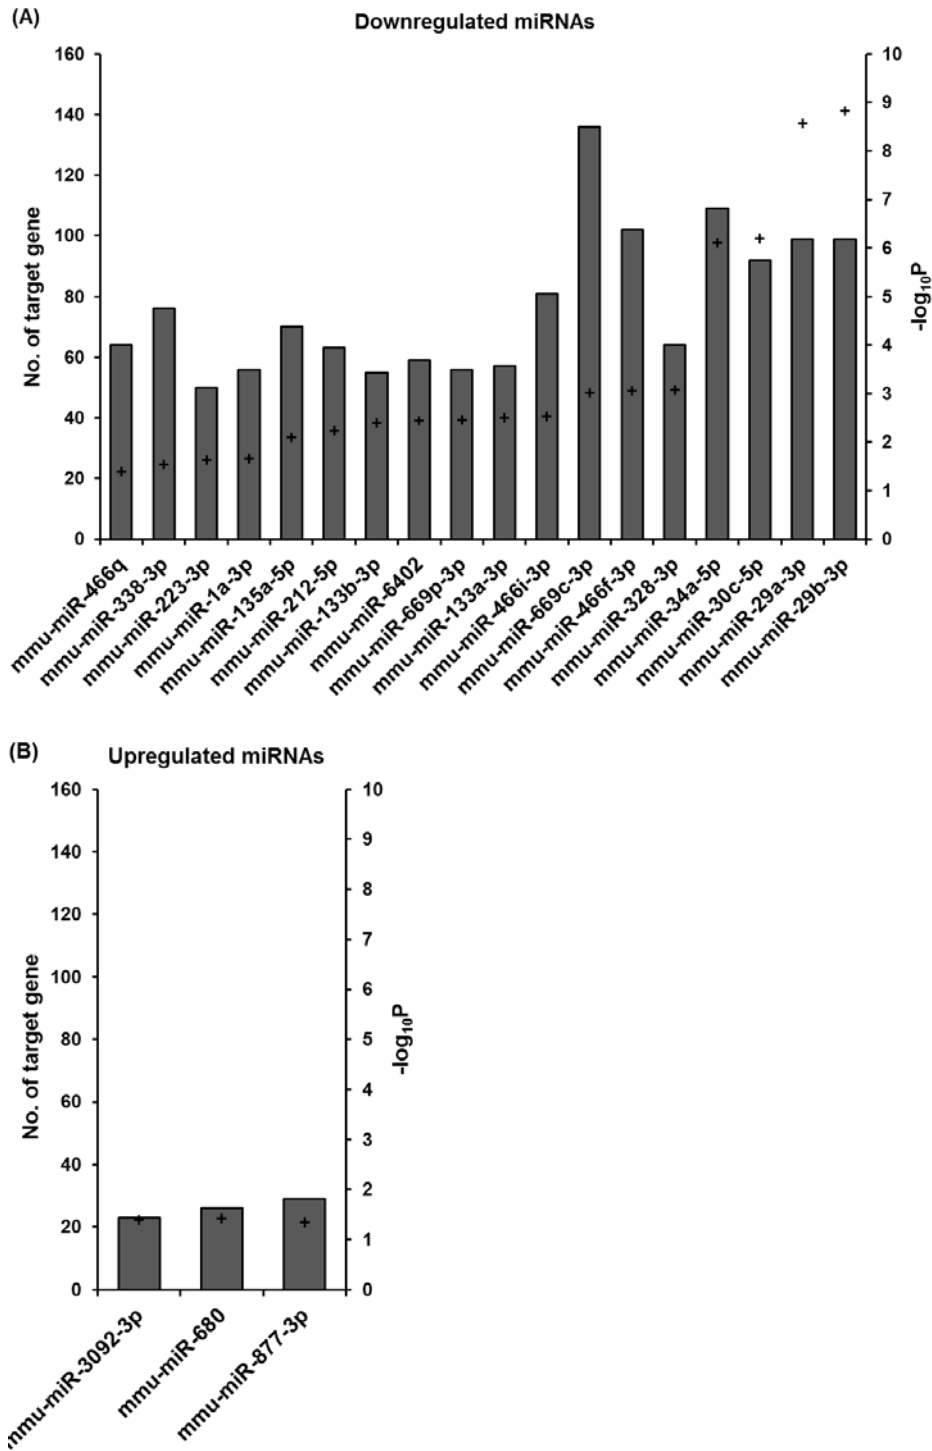 (A)
Downregulated miRNAs
160
140
120
100
80
60
40
20
0
No. of target gene
10
9
8
7
6
5
4
3
2
1
0
-log₁₀P
mmu-miR-466q
mmu-miR-338-3p
mmu-miR-223-3p
mmu-miR-1a-3p
mmu-miR-135a-5p
mmu-miR-212-5p
mmu-miR-133b-3p
mmu-miR-6402
mmu-miR-669p-3p
mmu-miR-133a-3p
mmu-miR-466i-3p
mmu-miR-669c-3p
mmu-miR-466f-3p
mmu-miR-328-3p
mmu-miR-34a-5p
mmu-miR-30c-5p
mmu-miR-29a-3p
mmu-miR-29b-3p
(B)
Upregulated miRNAs
160
140
120
100
80
60
40
20
0
No. of target gene
10
9
8
7
6
5
4
3
2
1
0
-log₁₀P
mmu-miR-3092-3p
mmu-miR-680
mmu-miR-877-3p